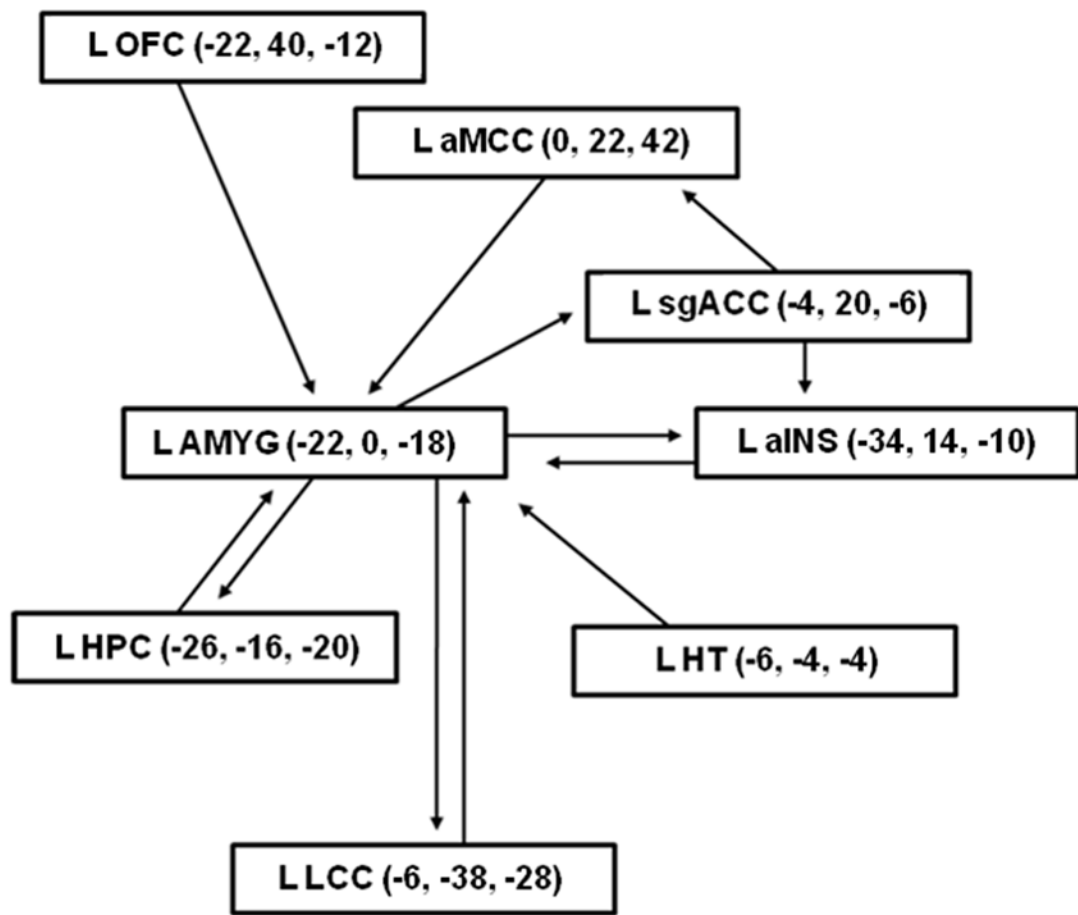 L OFC (-22, 40, -12)
L aMCC (0, 22, 42)
L sgACC (-4, 20, -6)
L AMYG (-22, 0, -18)
L aINS (-34, 14, -10)
L HPC (-26, -16, -20)
L HT (-6, -4, -4)
L LCC (-6, -38, -28)